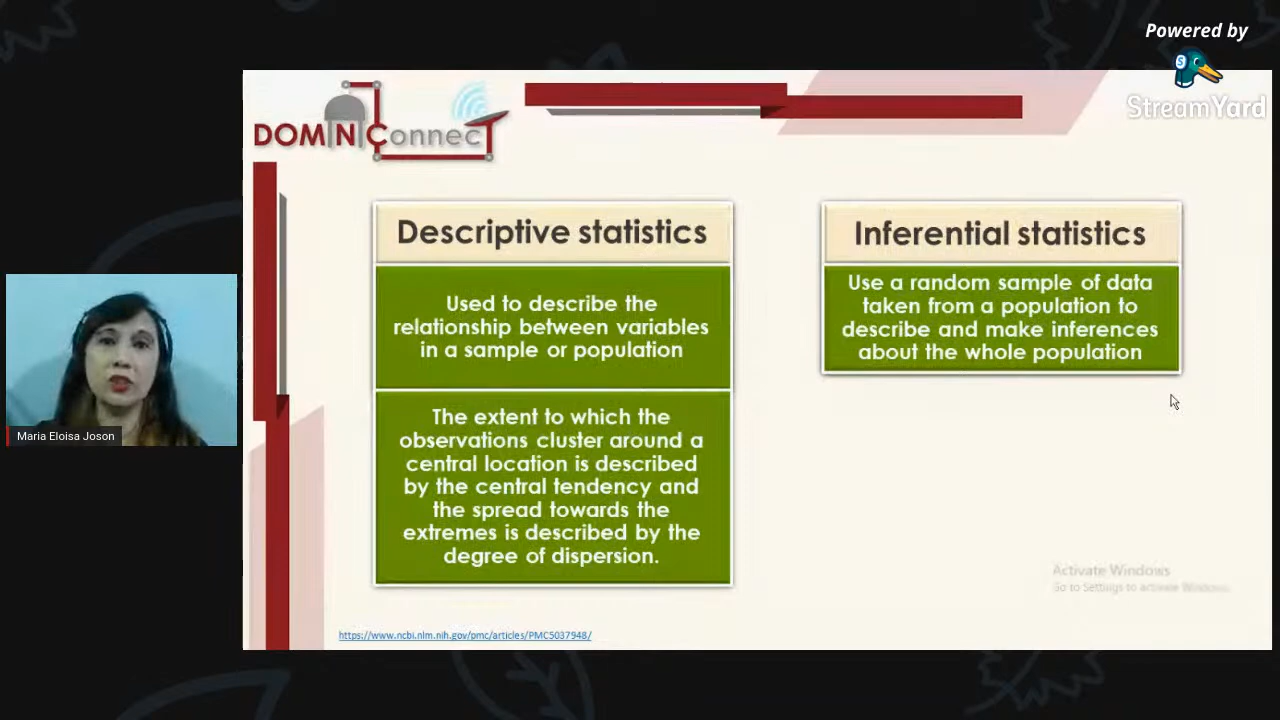 Powered by
StreamYard
DOMINIConnecT
Descriptive statistics
Used to describe the
relationship between variables
in a sample or population
The extent to which the
observations cluster around a
central location is described
by the central tendency and
the spread towards the
extremes is described by the
degree of dispersion.
Inferential statistics
Use a random sample of data
taken from a population to
describe and make inferences
about the whole population
Maria Eloisa Joson
Activate Windows
Go to Settings to activate Windows.
https://www.ncbi.nlm.nih.gov/pmc/articles/PMC5037948/